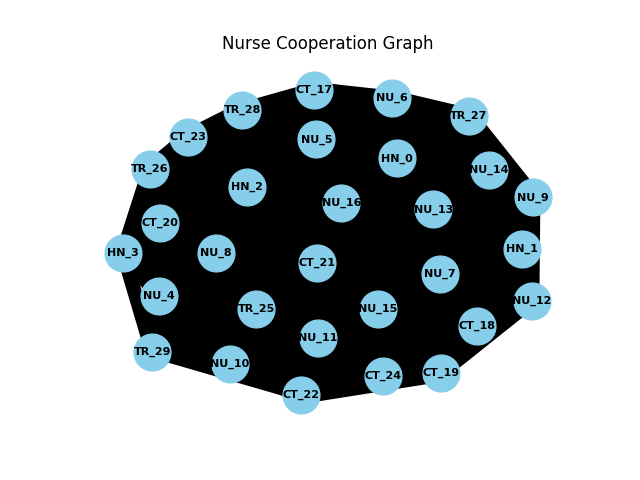 Nurse Cooperation Graph
CT_17
NU_6
TR_28
TR_27
CT_23
NU_5
HN_0
TR_26
NU_14
HN_2
NU_9
NU_16
NU_13
CT_20
HN_1
HN_3
NU_8
CT_21
NU_7
NU_4
NU_12
TR_25
NU_15
CT_18
NU_11
TR_29
NU_10
CT_19
CT_24
CT_22